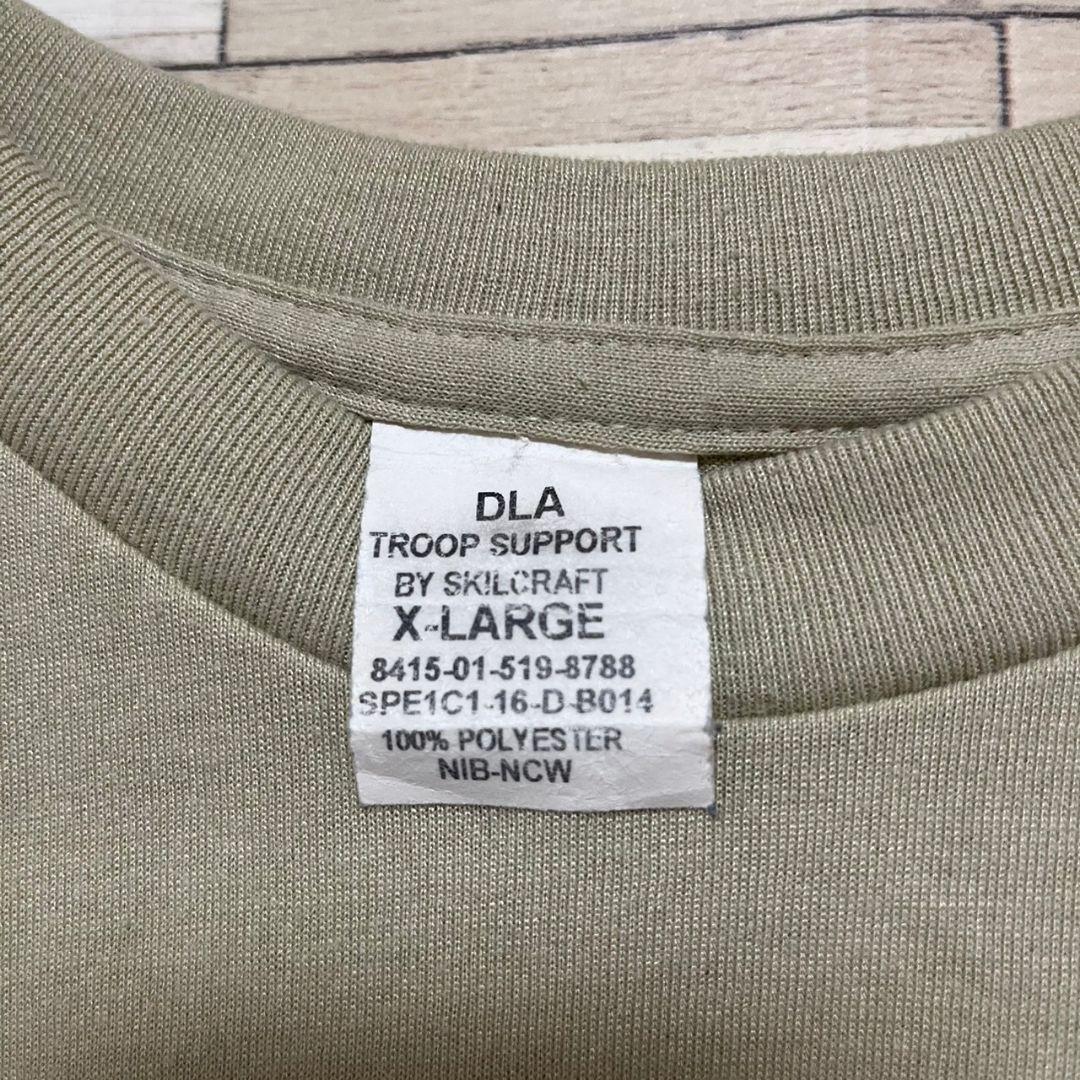 DLA
TROOP SUPPORT
BY SKILCRAFT
X-LARGE
8415-01-519-8788
SPE1C1-16-D-B014
100% POLYESTER
NIB-NCW